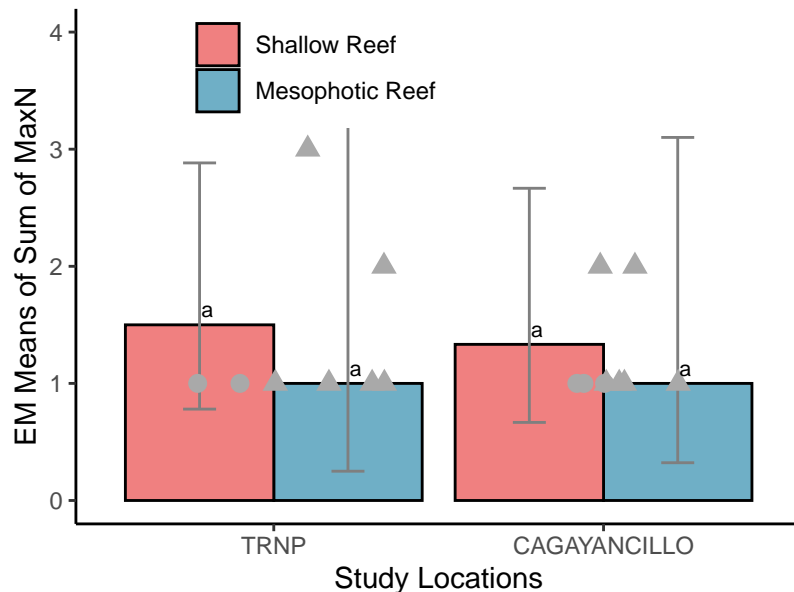 EM Means of Sum of MaxN
4
3
2
1
0
Shallow Reef
Mesophotic Reef
a
a
a
a
TRNP
CAGAYANCILLO
Study Locations